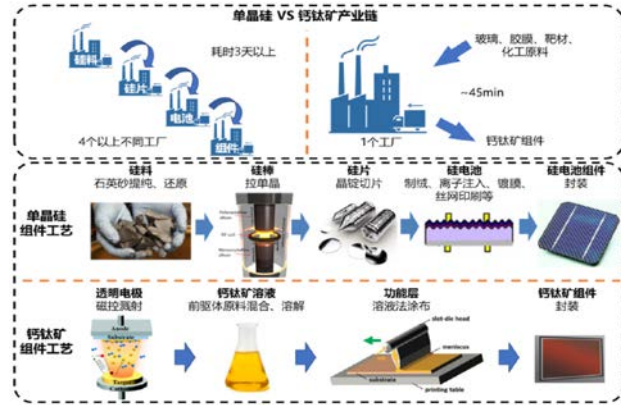 单晶硅 VS 钙钛矿产业链
硅料
硅片
电池
组件
耗时3天以上
4个以上不同工厂
玻璃、胶膜、靶材、
化工原料
~45min
1个工厂
钙钛矿组件
单晶硅
组件工艺
硅料
石英砂提纯、还原
硅棒
拉单晶
硅片
晶锭切片
硅电池
制绒、离子注入、镀膜、
丝网印刷等
硅电池组件
封装
钙钛矿
组件工艺
透明电极
磁控溅射
Anode
Substrate
Target
钙钛矿溶液
前驱体原料混合、溶解
功能层
溶液法涂布
slot-die head
meniscus
substrate
printing table
钙钛矿组件
封装